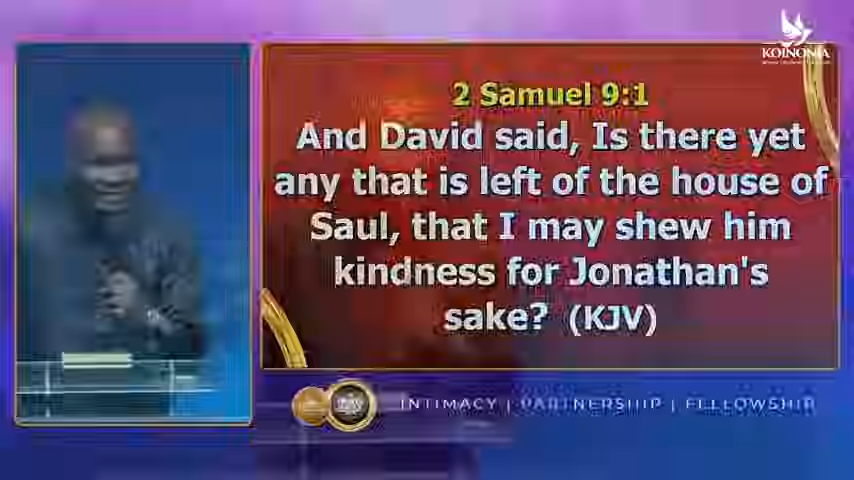 KOINONIA
2 Samuel 9:1
And David said, Is there yet
any that is left of the house of
Saul, that I may shew him
kindness for Jonathan's
sake? (KJV)
INTIMACY | PARTNERSHIP | FELLOWSHIP